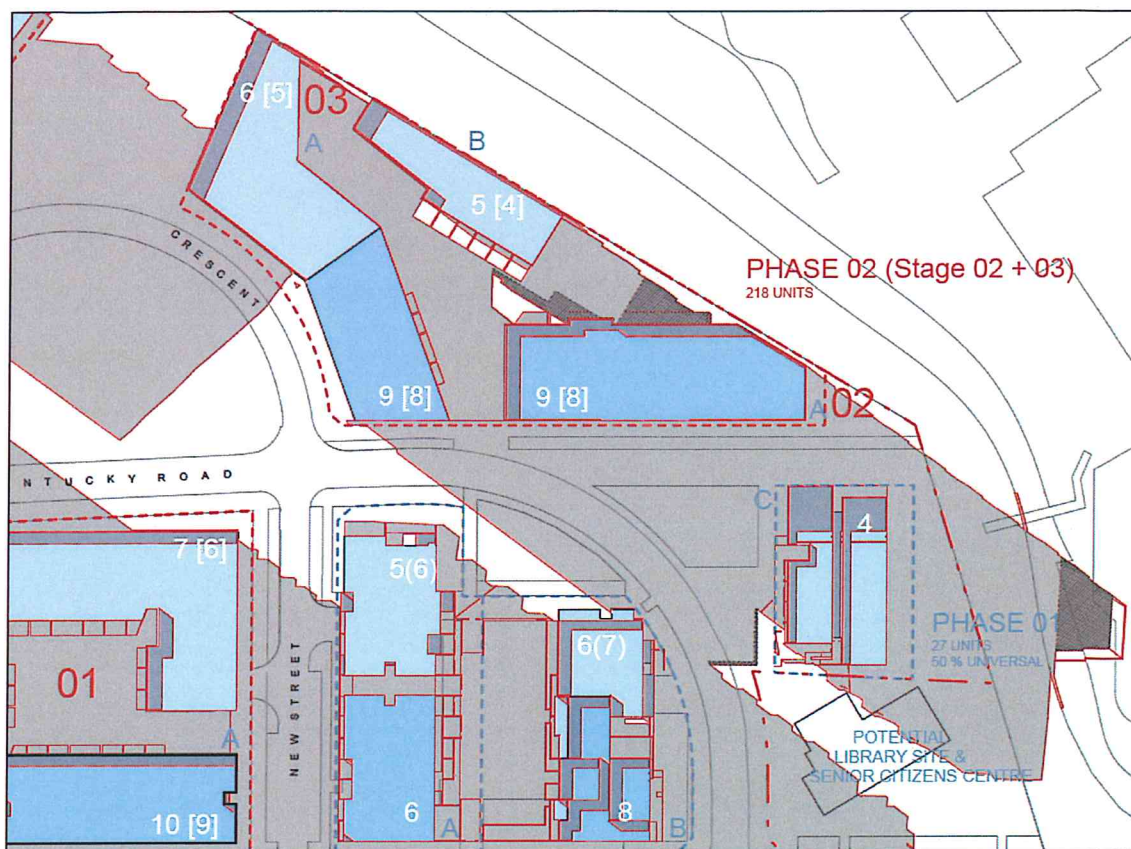 6 [5]
03
A
B
5 [4]
CRESCENT
PHASE 02 (Stage 02 + 03)
218 UNITS
9 [8]
9 [8]
A
02
NTUCKY ROAD
C
4
7 [6]
5(6)
6(7)
PHASE 01
27 UNITS
50 % UNIVERSAL
01
NEW STREET
A
POTENTIAL
LIBRARY SITE &
SENIOR CITIZENS CENTRE
10 [9]
6
A
8
B